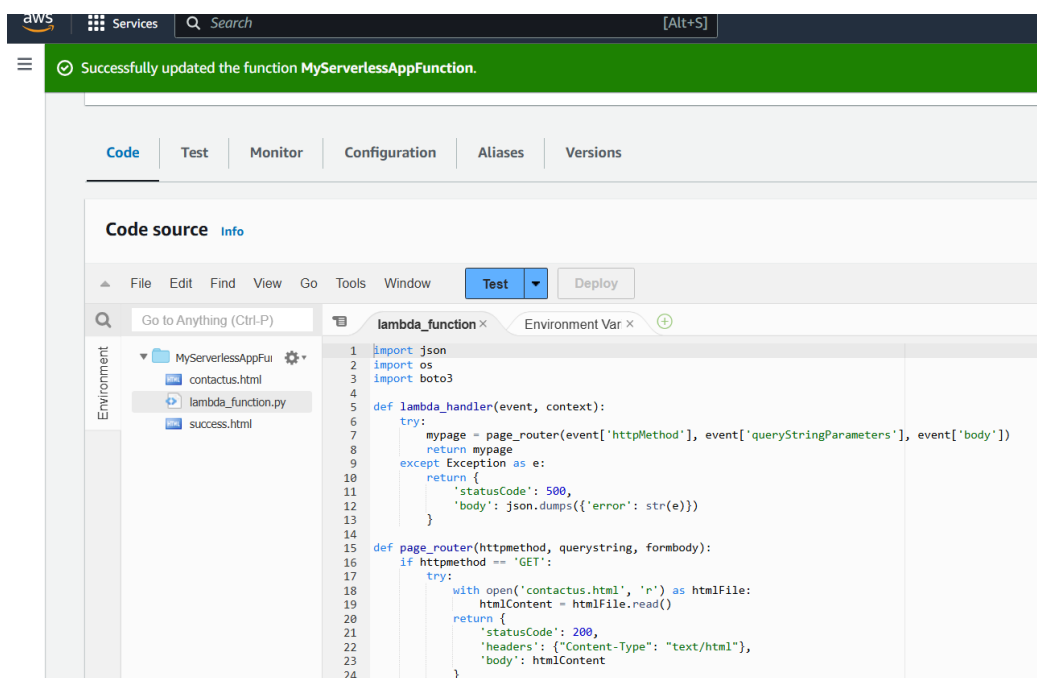 aws Services Search [Alt+S]
Successfully updated the function MyServerlessAppFunction.
Code Test Monitor Configuration Aliases Versions
Code source Info
File Edit Find View Go Tools Window Test Deploy
Go to Anything (Ctrl-P) lambda_function × Environment Var ×
Environment
MyServerlessAppFu
contactus.html
lambda_function.py
success.html
1 import json
2 import os
3 import boto3
4
5 def lambda_handler(event, context):
6 try:
7 mypage = page_router(event['httpMethod'], event['queryStringParameters'], event['body'])
8 return mypage
9 except Exception as e:
10 return {
11 'statusCode': 500,
12 'body': json.dumps({'error': str(e)})
13 }
14
15 def page_router(httpmethod, querystring, formbody):
16 if httpmethod == 'GET':
17 try:
18 with open('contactus.html', 'r') as htmlFile:
19 htmlContent = htmlFile.read()
20 return {
21 'statusCode': 200,
22 'headers': {"Content-Type": "text/html"},
23 'body': htmlContent
24 }